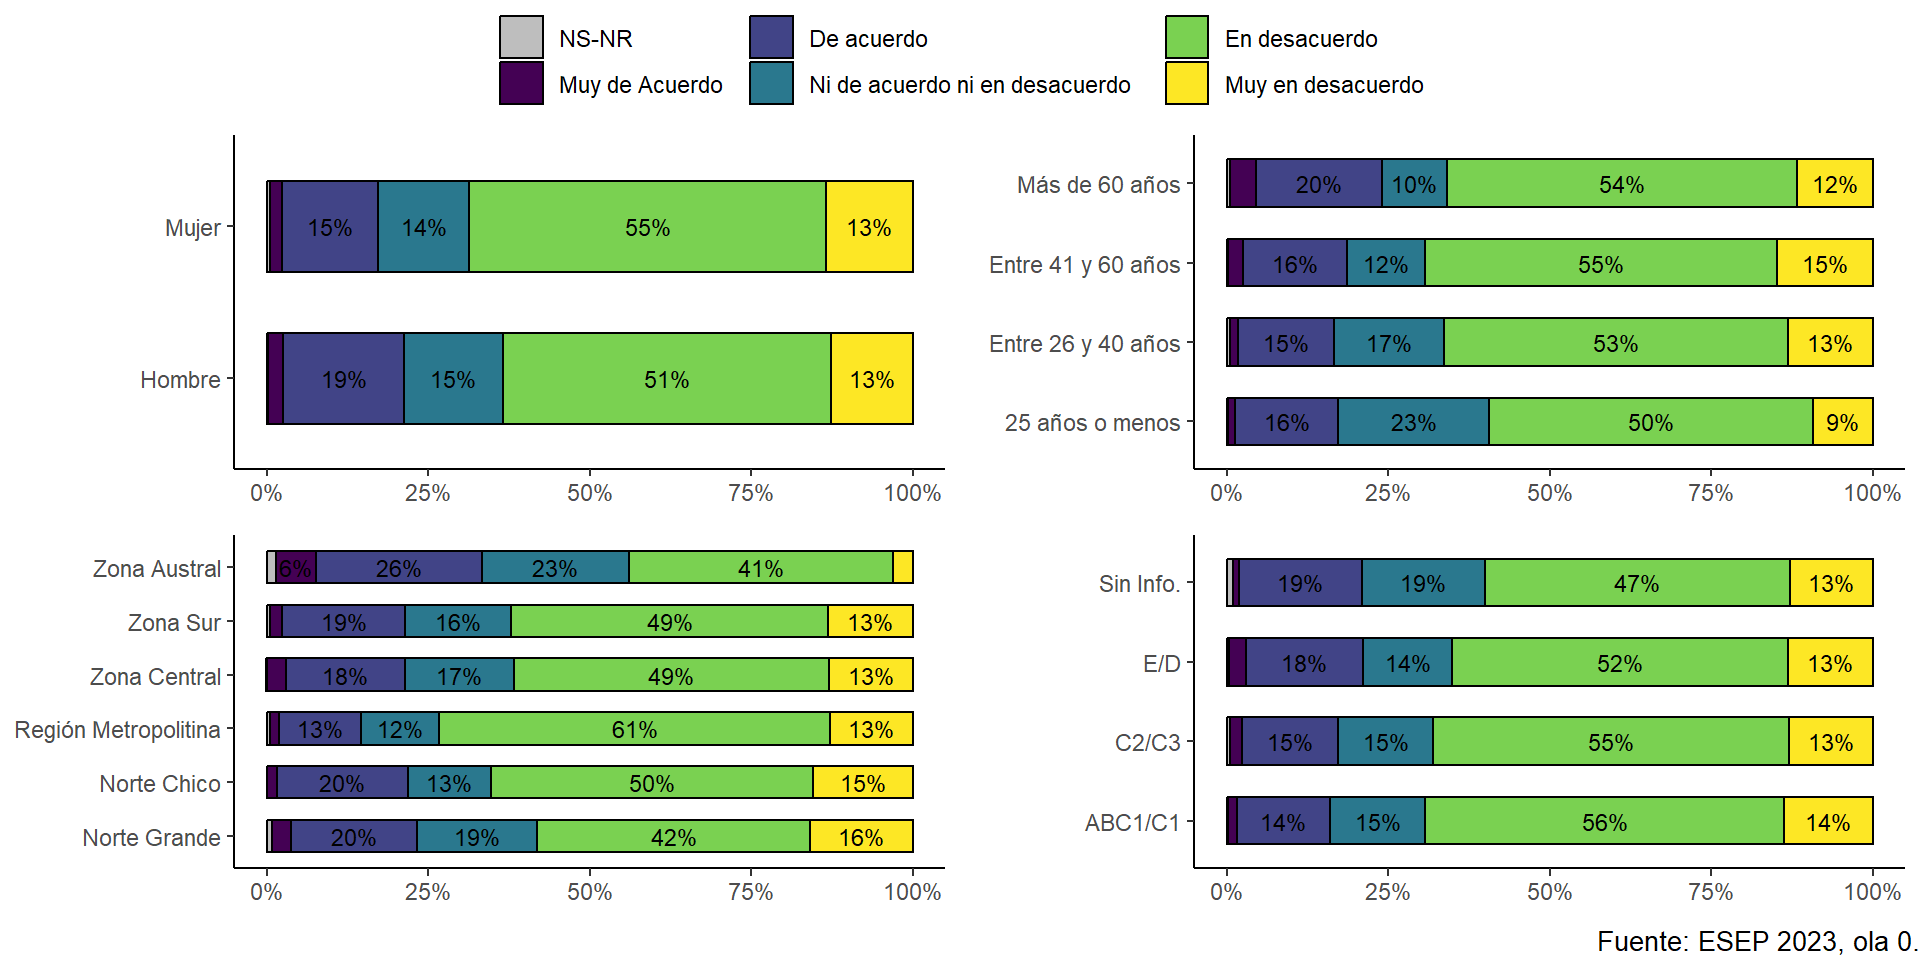 NS-NR
De acuerdo
En desacuerdo
Muy de Acuerdo
Ni de acuerdo ni en desacuerdo
Muy en desacuerdo
Mujer
15% 14% 55% 13%
Hombre
19% 15% 51% 13%
0% 25% 50% 75% 100%
Más de 60 años
20% 10% 54% 12%
Entre 41 y 60 años
16% 12% 55% 15%
Entre 26 y 40 años
15% 17% 53% 13%
25 años o menos
16% 23% 50% 9%
0% 25% 50% 75% 100%
Zona Austral
6% 26% 23% 41%
Zona Sur
19% 16% 49% 13%
Zona Central
18% 17% 49% 13%
Región Metropolitina
13% 12% 61% 13%
Norte Chico
20% 13% 50% 15%
Norte Grande
20% 19% 42% 16%
0% 25% 50% 75% 100%
Sin Info.
19% 19% 47% 13%
E/D
18% 14% 52% 13%
C2/C3
15% 15% 55% 13%
ABC1/C1
14% 15% 56% 14%
0% 25% 50% 75% 100%
Fuente: ESEP 2023, ola 0.